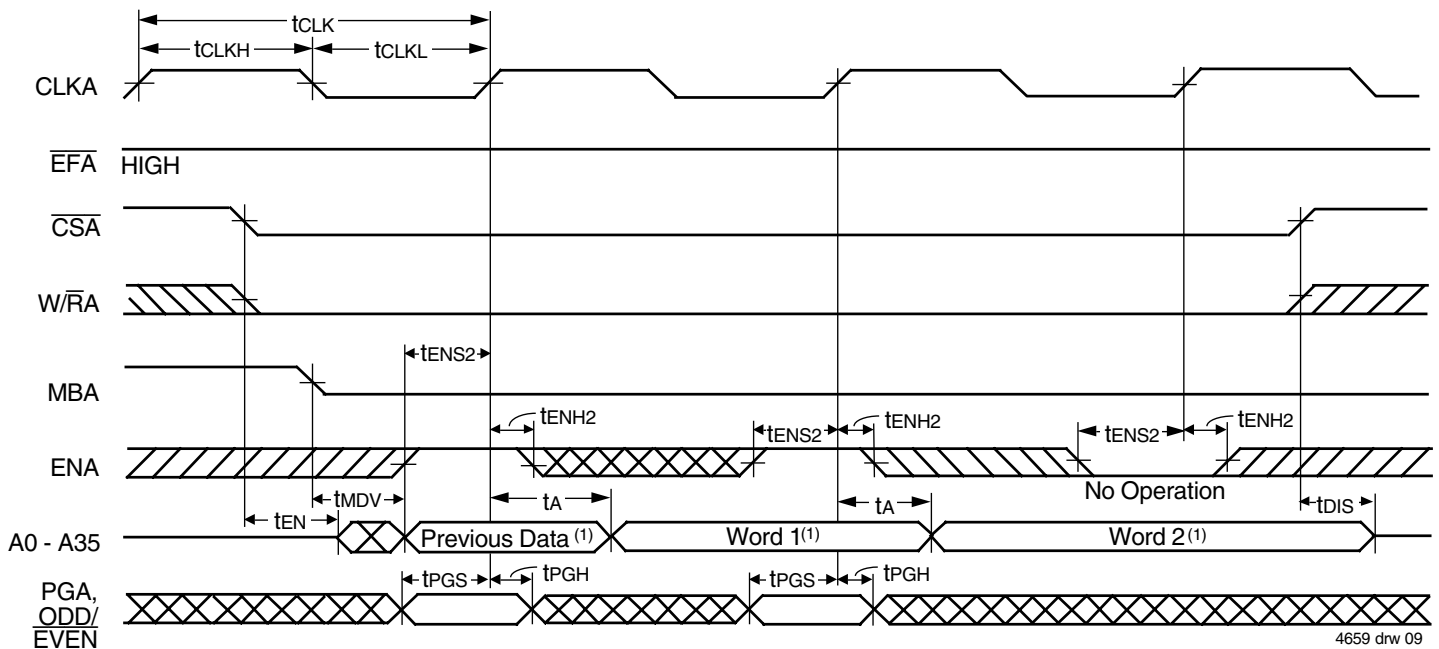 tCLK
tCLKH tCLKL
CLKA
EFA HIGH
CSA
W/RA
tENS2
MBA
tENH2 tENS2 tENH2 tENS2 tENH2
ENA
No Operation
tMDV tA tA
tEN tDIS
A0 - A35 Previous Data (1) Word 1(1) Word 2(1)
tPGS tPGH tPGS tPGH
PGA,
ODD/
EVEN
4659 drw 09